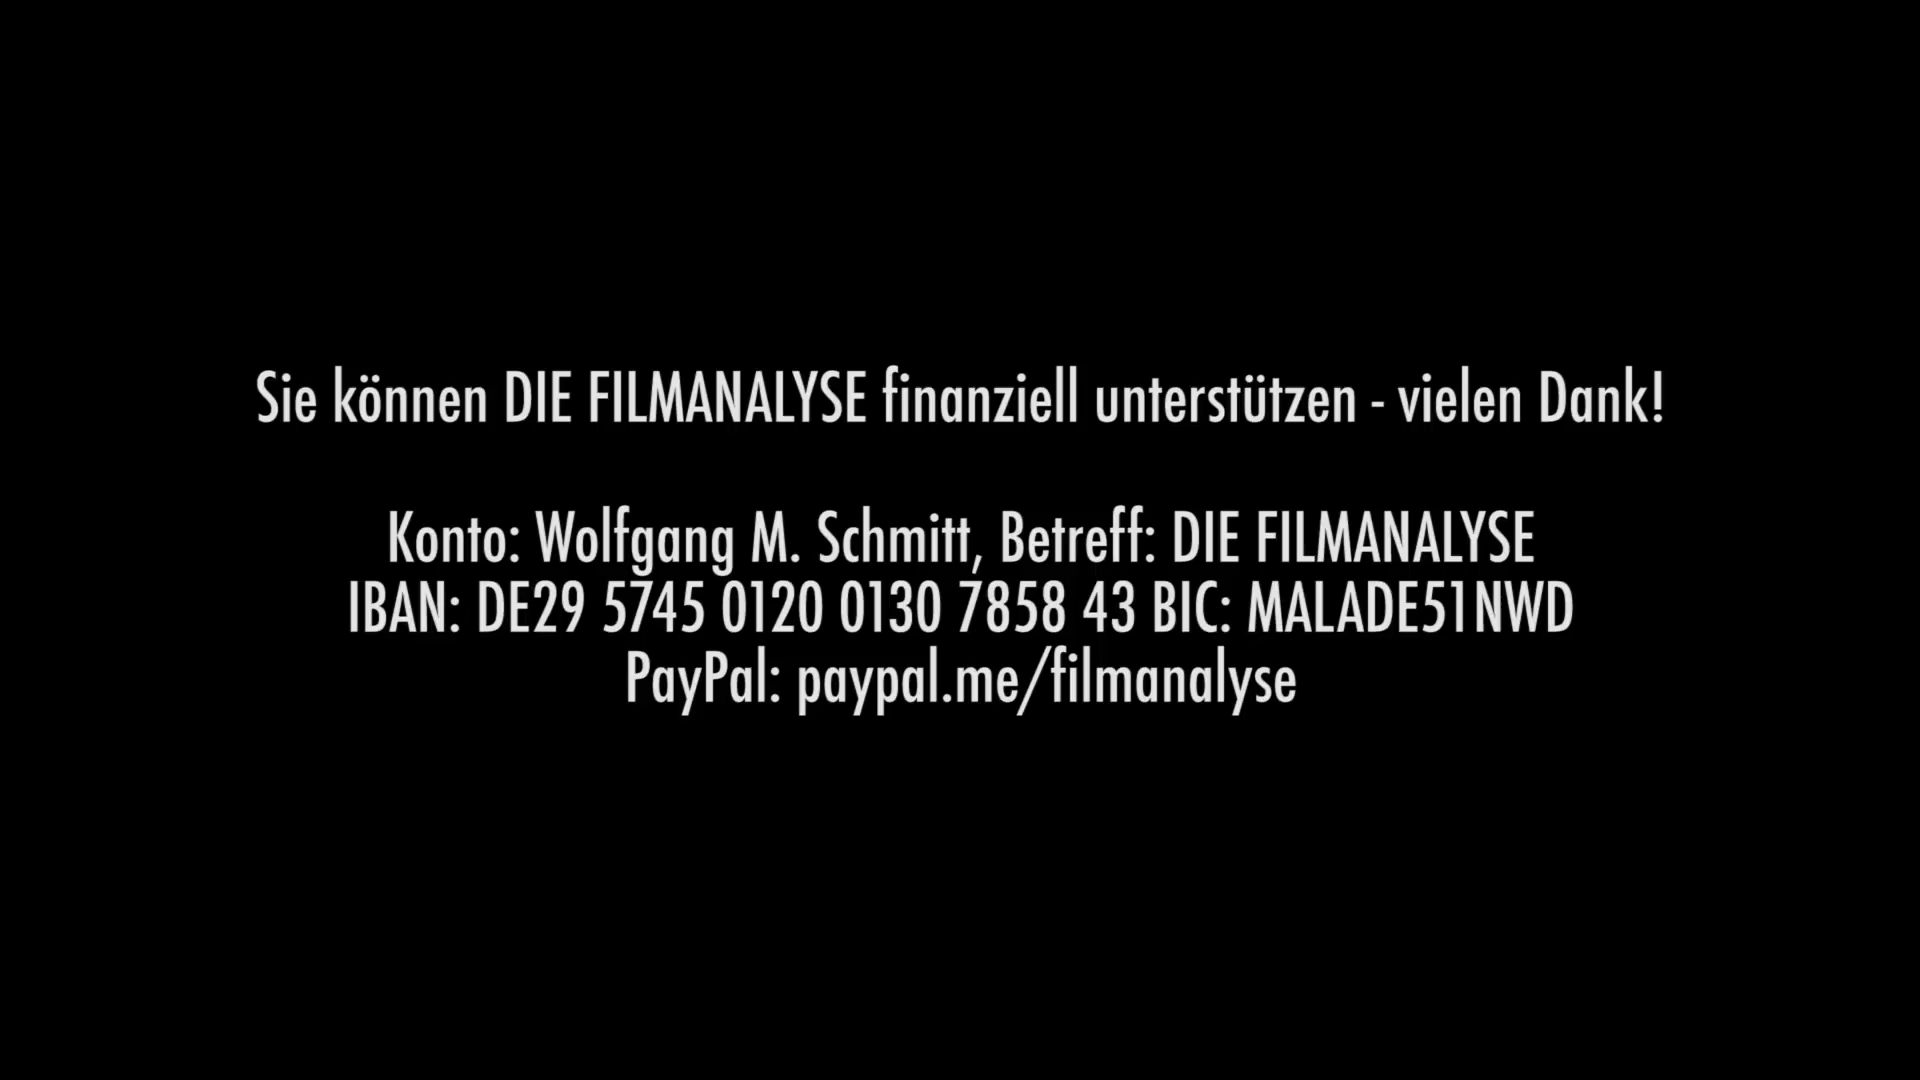 Sie können DIE FILMANALYSE finanziell unterstützen - vielen Dank!
Konto: Wolfgang M. Schmitt, Betreff: DIE FILMANALYSE
IBAN: DE29 5745 0120 0130 7858 43 BIC: MALADE51NWD
PayPal: paypal.me/filmanalyse